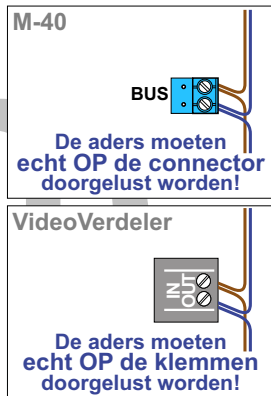 M-40
BUS
De aders moeten
echt OP de connector
doorgelust worden!
VideoVerdeler
IN
OUT
De aders moeten
echt OP de klemmen
doorgelust worden!